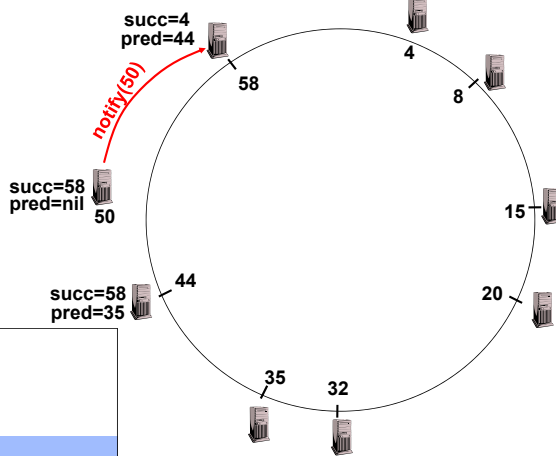 succ=4
pred=44
4
58
8
notify(50)
succ=58
pred=nil
50
15
44
succ=58
pred=35
20
35
32